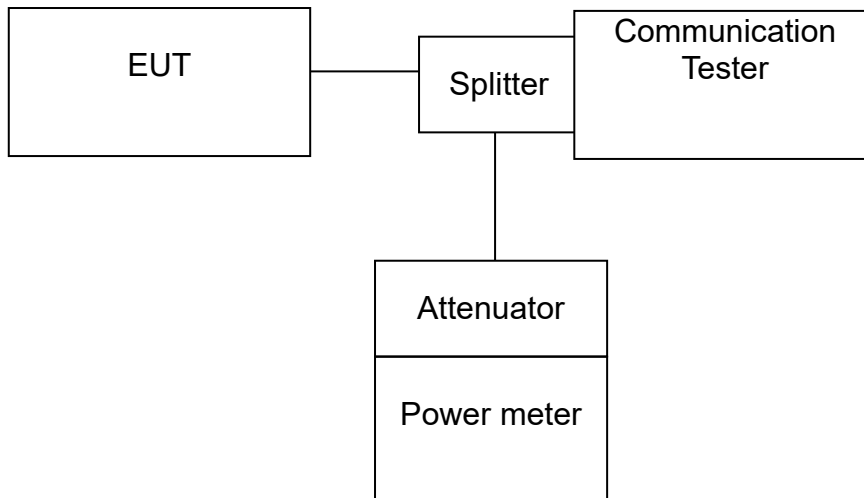 EUT
Splitter
Communication
Tester
Attenuator
Power meter